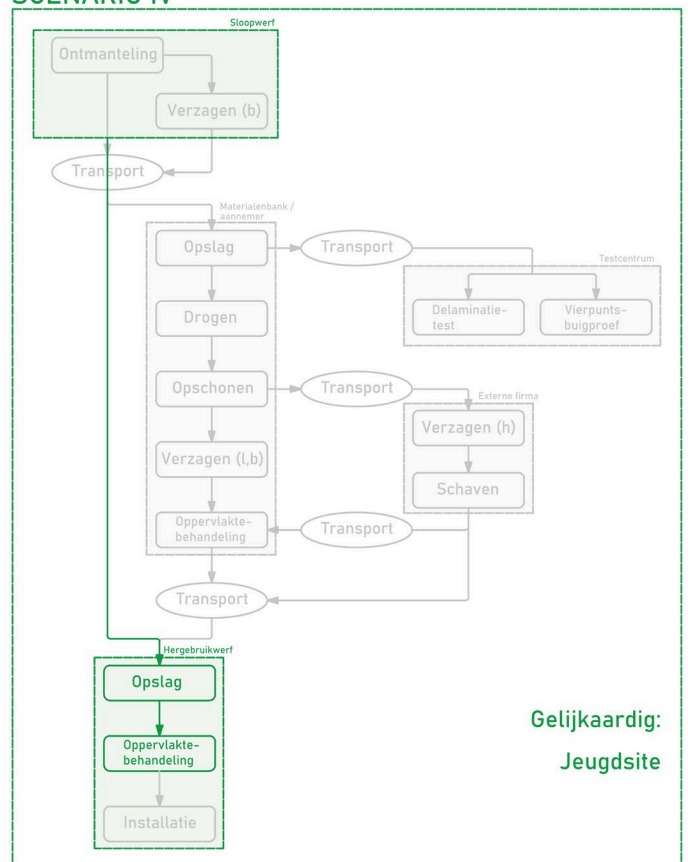 SCENARIO IV
Sloopwerf
Ontmanteling
Verzagen (b)
Transport
Materialenbank /
aannemer
Opslag
Transport
Testcentrum
Drogen
Delaminatie-
test
Vierpunts-
buigproef
Opschonen
Transport
Externe firma
Verzagen (h)
Verzagen (l,b)
Schaven
Oppervlakte-
behandeling
Transport
Transport
Hergebruikwerf
Opslag
Oppervlakte-
behandeling
Installatie
Gelijkaardig:
Jeugdsite